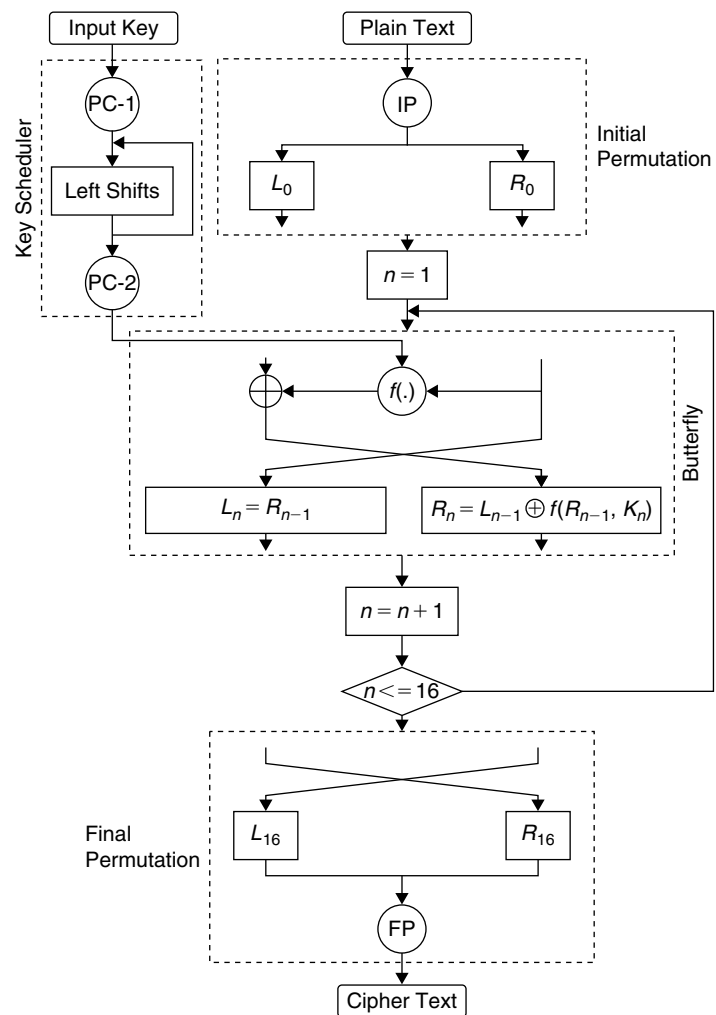 Input Key
Plain Text
PC-1
IP
Initial
Permutation
Key Scheduler
Left Shifts
L₀
R₀
PC-2
n = 1
f(.)
Butterfly
Lₙ = Rₙ₋₁
Rₙ = Lₙ₋₁ ⊕ f(Rₙ₋₁, Kₙ)
n = n + 1
n <= 16
L₁₆
R₁₆
Final
Permutation
FP
Cipher Text